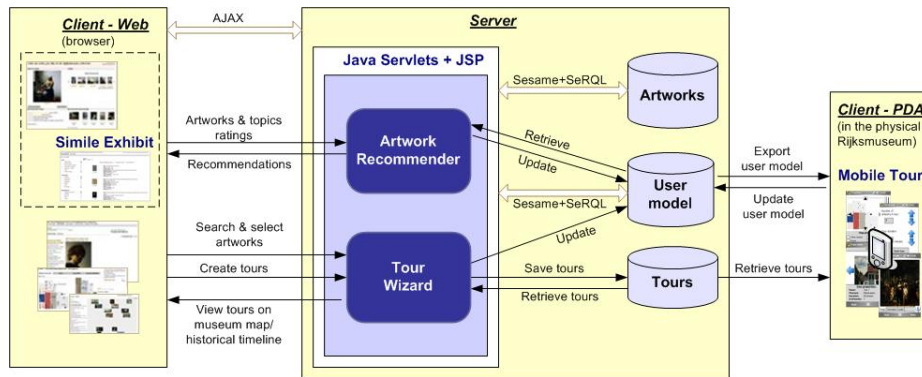 Client - Web
(browser)
Simile Exhibit
AJAX
Artworks & topics
ratings
Recommendations
Search & select
artworks
Create tours
View tours on
museum map/
historical timeline
Server
Java Servlets + JSP
Artwork
Recommender
Tour
Wizard
Sesame+SeRQL
Retrieve
Update
Sesame+SeRQL
Update
Save tours
Retrieve tours
Artworks
User
model
Tours
Export
user model
Update
user model
Retrieve tours
Client - PDA
(in the physical
Rijksmuseum)
Mobile Tour